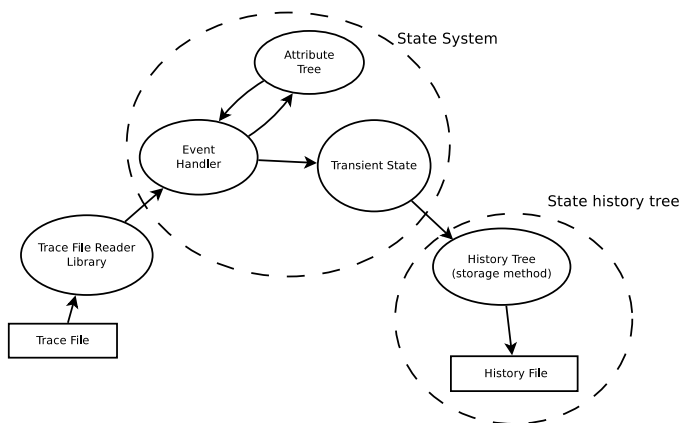 State System
Attribute
Tree
Event
Handler
Transient State
State history tree
Trace File Reader
Library
History Tree
(storage method)
Trace File
History File